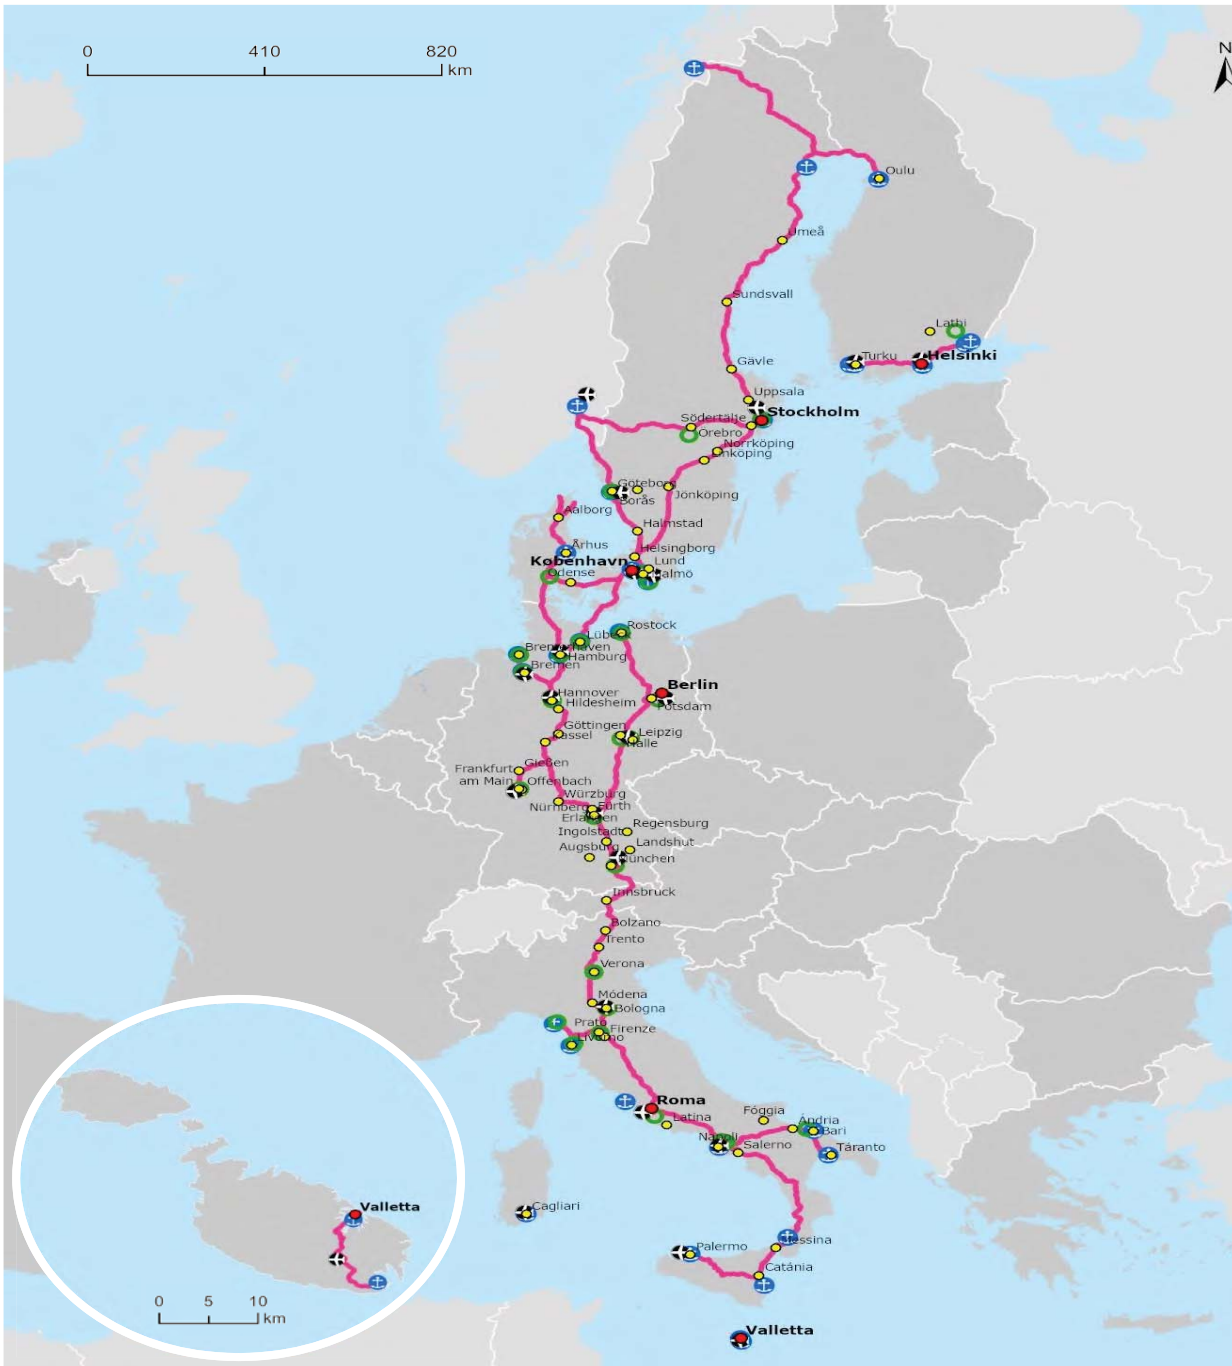 0 410 820
km
N
Oulu
Umeå
Sundsvall
Lathi
Turku
Helsinki
Gävle
Uppsala
Stockholm
Södertälje
Örebro
Norrköping
Linköping
Göteborg
Jönköping
Borås
Aalborg
Halmstad
Århus
Helsingborg
København
Lund
Odense
Malmö
Rostock
Lübeck
Bremerhaven
Hamburg
Bremen
Berlin
Hannover
Hildesheim
Potsdam
Göttingen
Kassel
Leipzig
Halle
Gießen
Frankfurt
am Main
Offenbach
Würzburg
Nürnberg
Fürth
Erlangen
Regensburg
Ingolstadt
Landshut
Augsburg
München
Innsbruck
Bolzano
Trento
Verona
Módena
Bologna
Prato
Firenze
Livorno
Roma
Latina
Fóggia
Ándria
Bari
Napoli
Salerno
Táranto
Cagliari
Messina
Palermo
Catánia
Valletta
Valletta
0 5 10
km